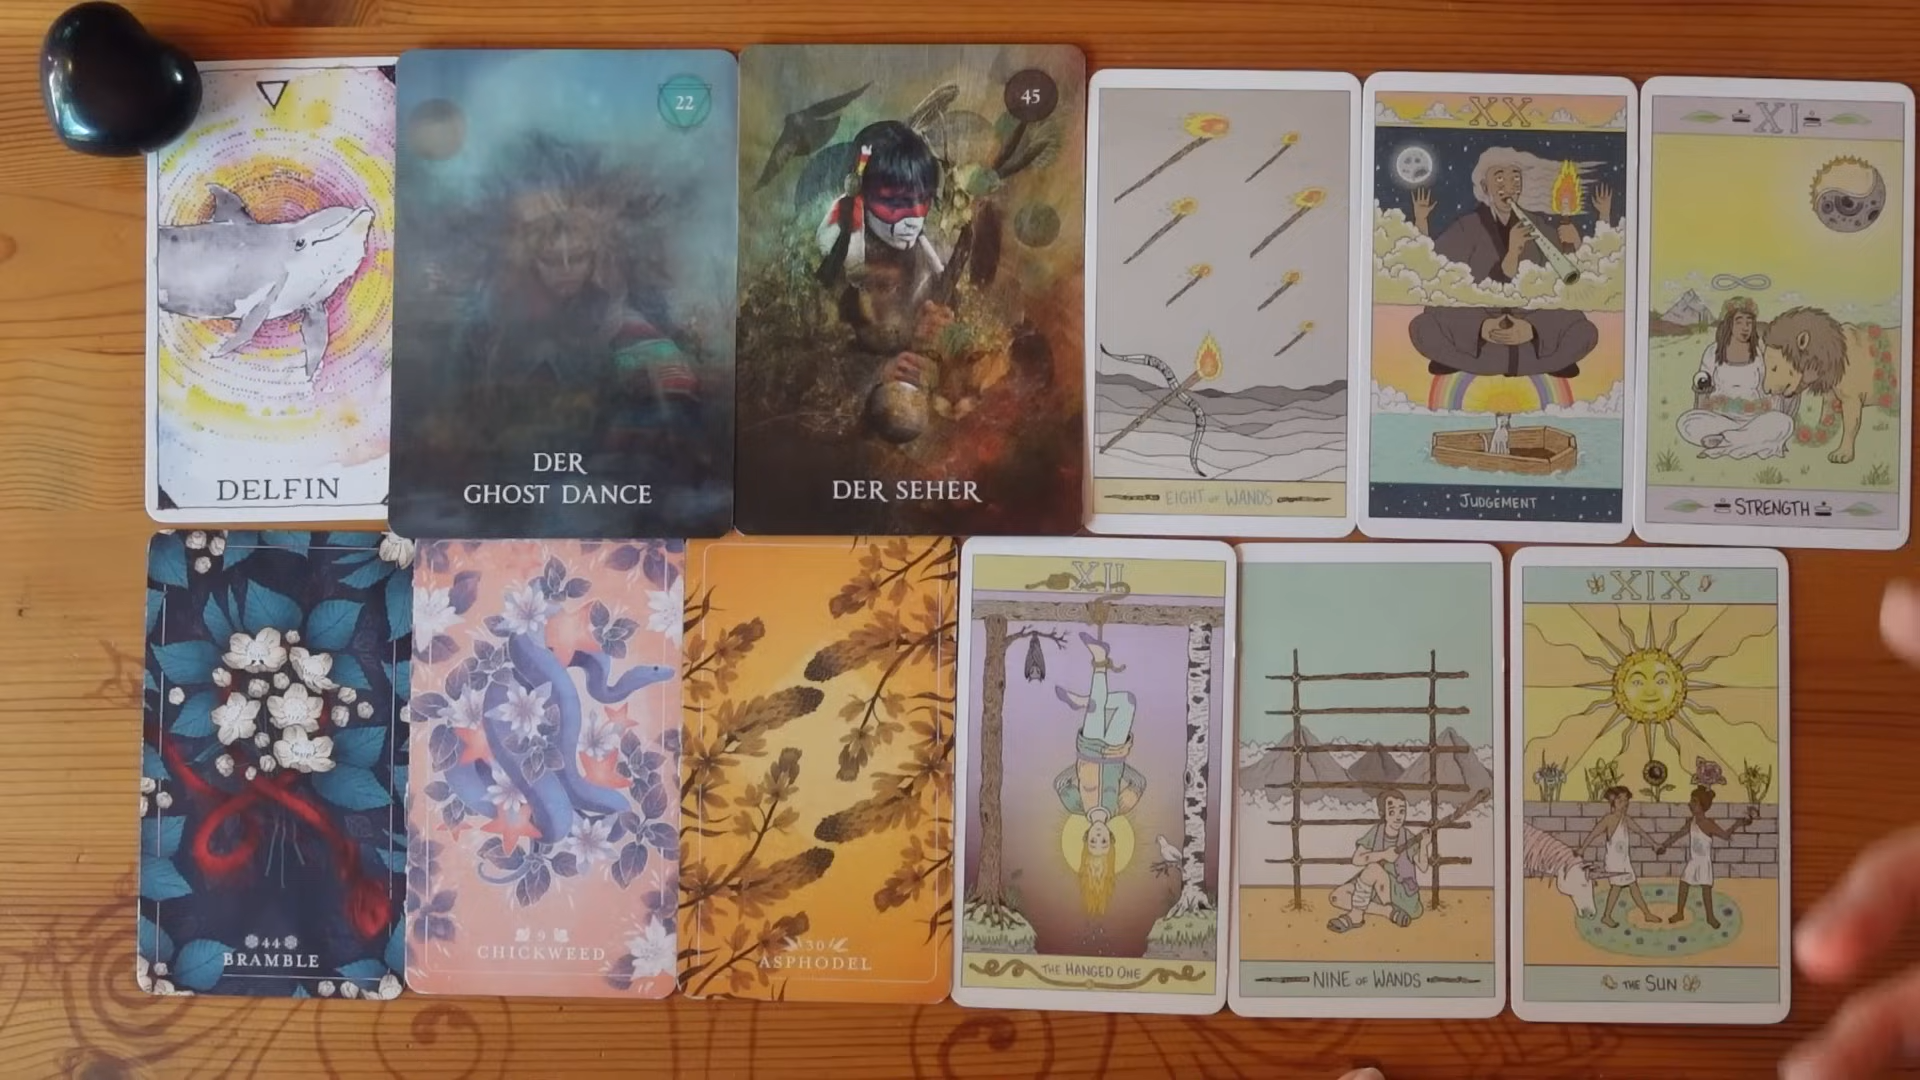 DELFIN
22
DER
GHOST DANCE
45
DER SEHER
EIGHT OF WANDS
XX
JUDGEMENT
XI
STRENGTH
44
BRAMBLE
9
CHICKWEED
30
ASPHODEL
XII
THE HANGED ONE
NINE OF WANDS
XIX
THE SUN